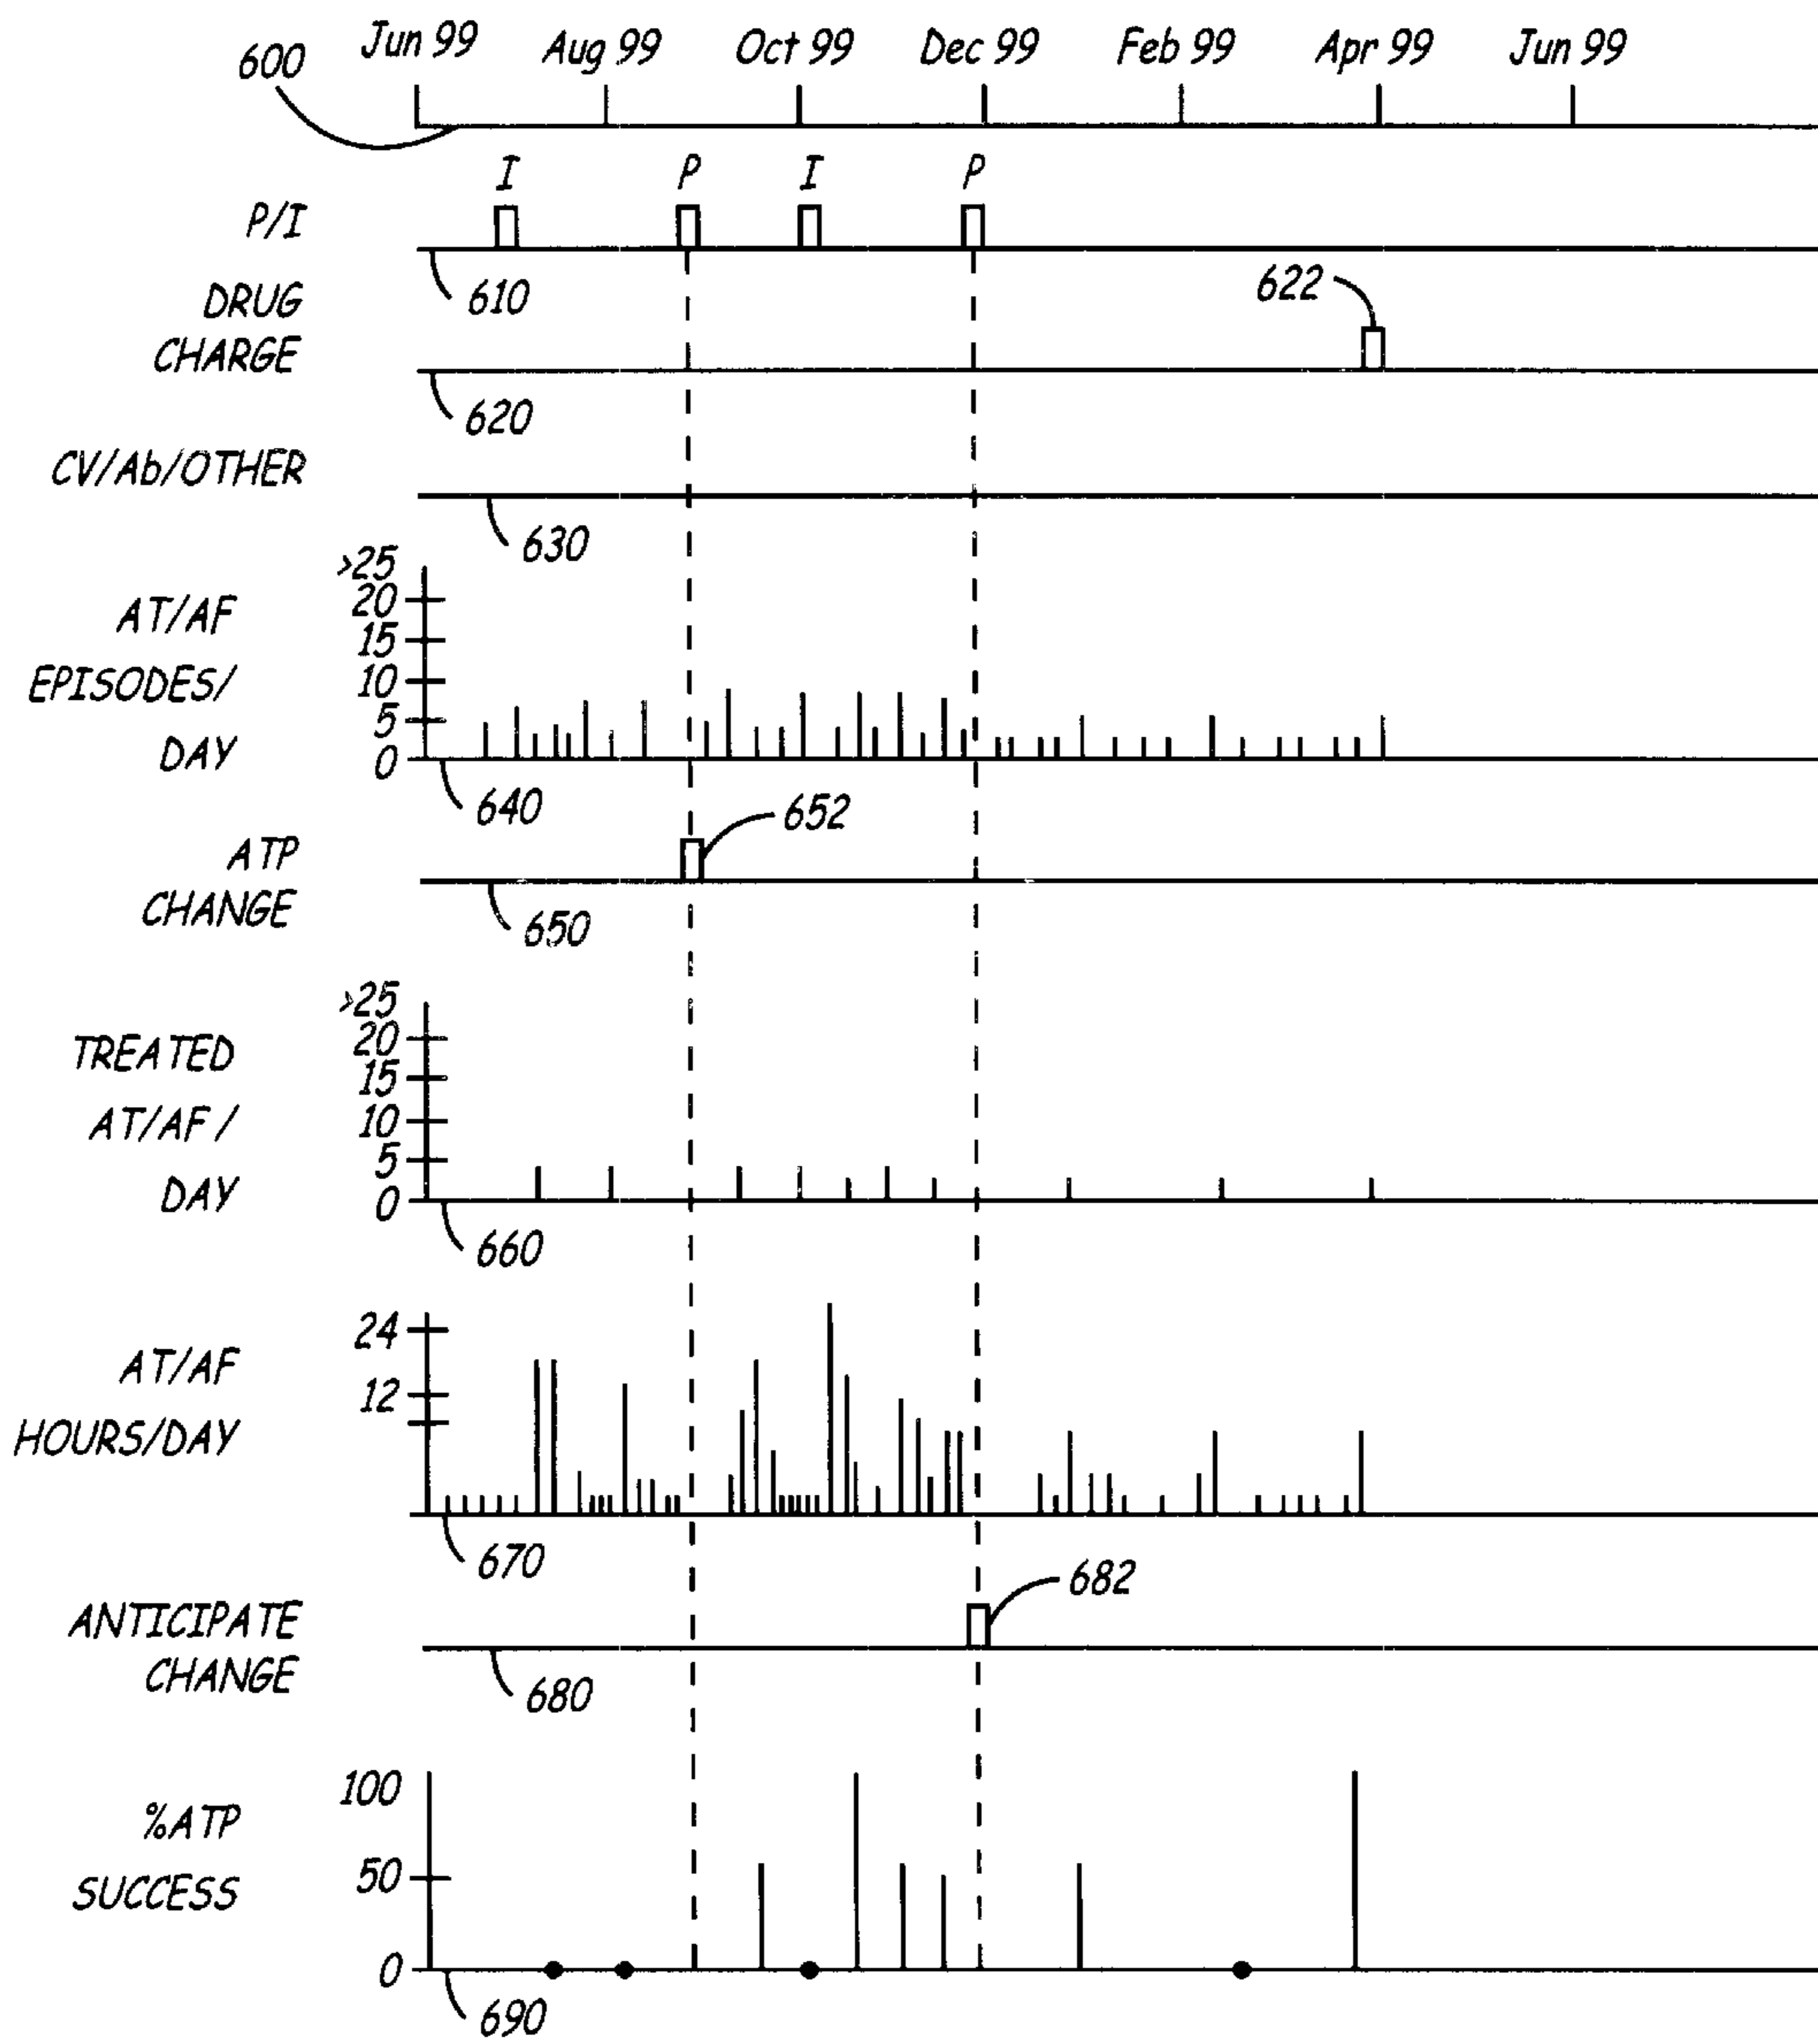 Jun 99 Aug 99 Oct 99 Dec 99 Feb 99 Apr 99 Jun 99
600
I P I P
P/I
610
622
DRUG
CHARGE
620
CV/Ab/OTHER
630
>25
20
15
10
5
0
AT/AF
EPISODES/
DAY
640
652
ATP
CHANGE
650
>25
20
15
10
5
0
TREATED
AT/AF/
DAY
660
24
12
AT/AF
HOURS/DAY
670
682
ANTICIPATE
CHANGE
680
100
50
0
%ATP
SUCCESS
690